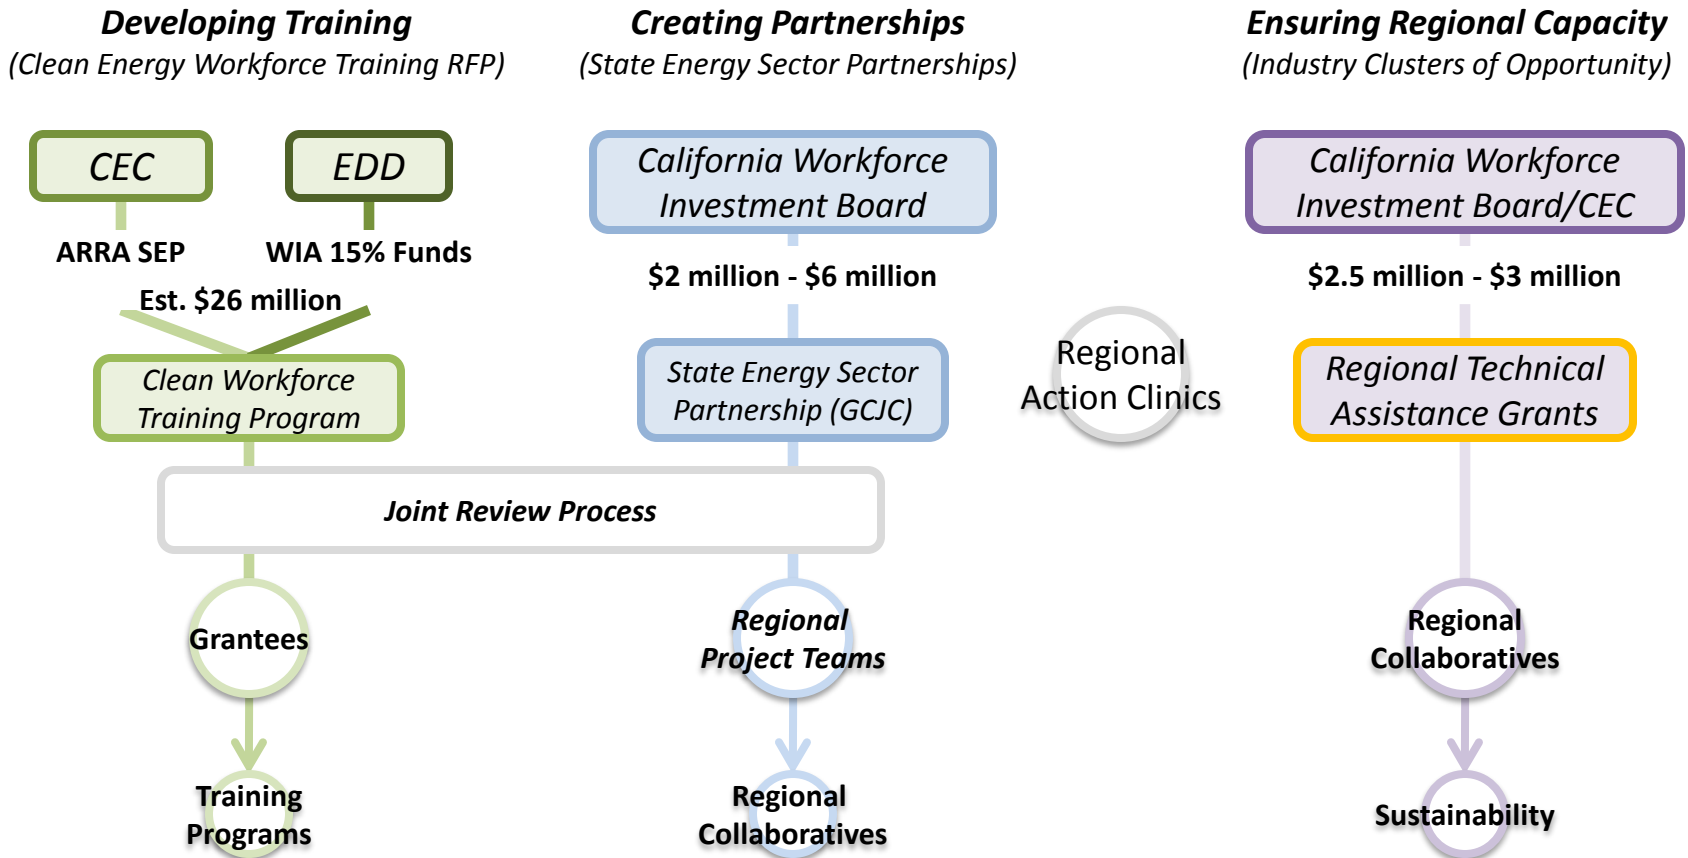 Developing Training
(Clean Energy Workforce Training RFP)
Creating Partnerships
(State Energy Sector Partnerships)
Ensuring Regional Capacity
(Industry Clusters of Opportunity)
CEC
EDD
California Workforce
Investment Board
California Workforce
Investment Board/CEC
ARRA SEP
WIA 15% Funds
Est. $26 million
$2 million - $6 million
$2.5 million - $3 million
Clean Workforce
Training Program
State Energy Sector
Partnership (GCJC)
Regional
Action Clinics
Regional Technical
Assistance Grants
Joint Review Process
Grantees
Regional
Project Teams
Regional
Collaboratives
Training
Programs
Regional
Collaboratives
Sustainability